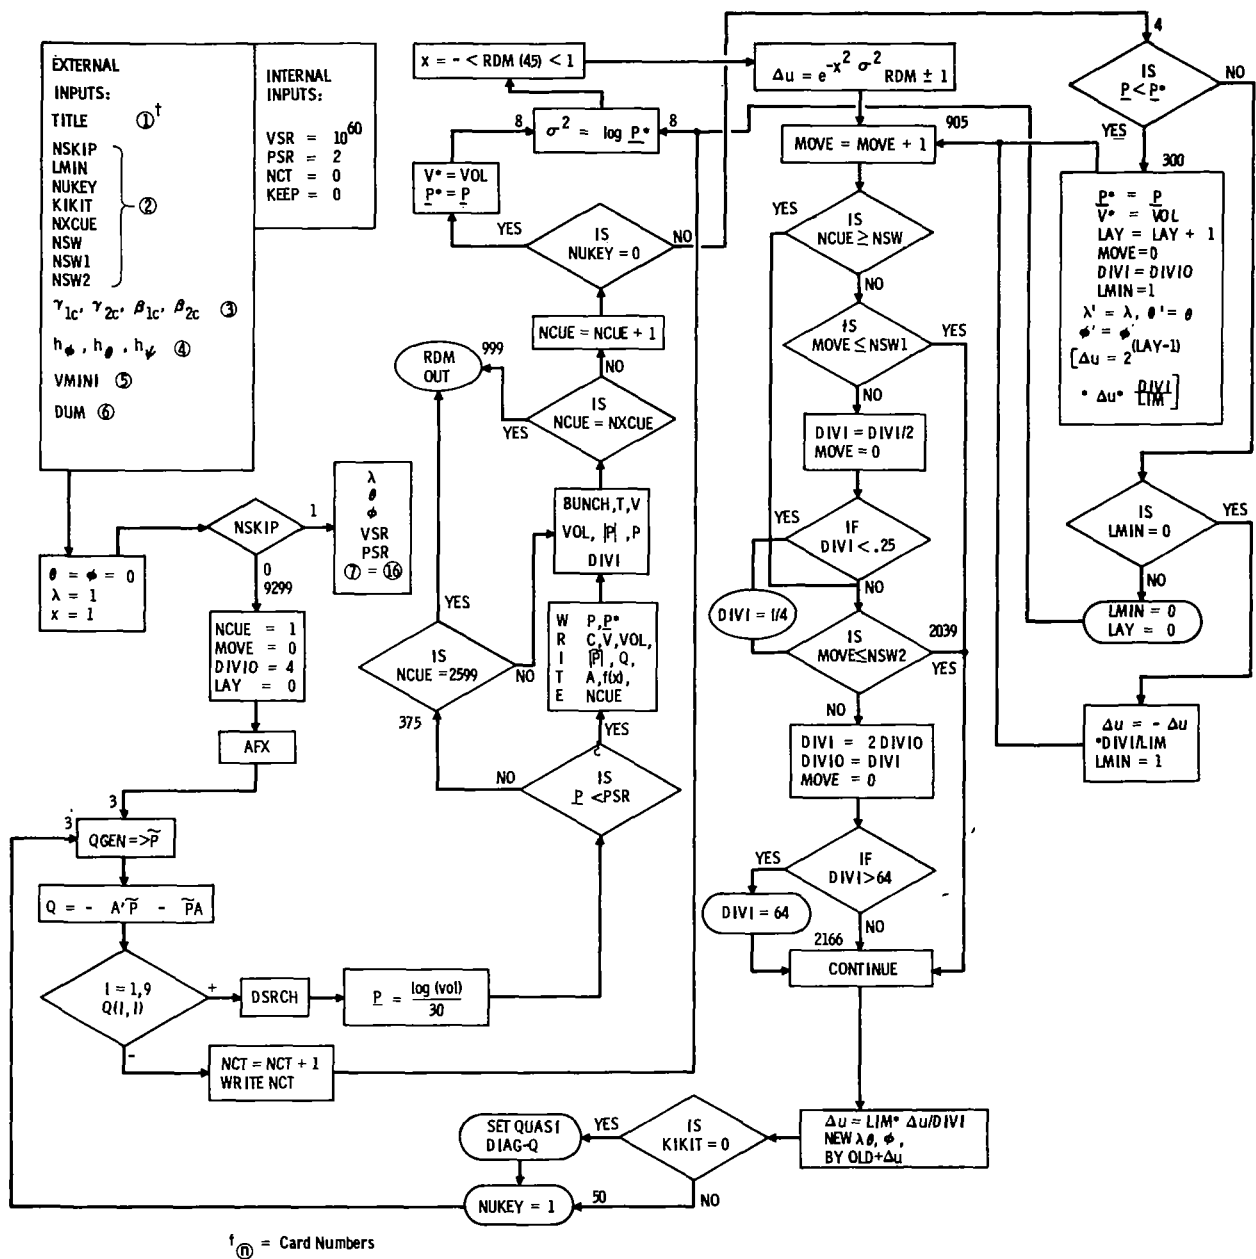 EXTERNAL
INPUTS:
TITLE ①†
NSKIP
LMIN
NUKEY
KIKIT ②
NXCUE
NSW
NSW1
NSW2
γ1c, γ2c, β1c, β2c ③
hϕ, hθ, hψ ④
VMINI ⑤
DUM ⑥
INTERNAL
INPUTS:
VSR = 10^60
PSR = 2
NCT = 0
KEEP = 0
θ = ϕ = 0
λ = 1
x = 1
NSKIP
1
λ
θ
ϕ
VSR
PSR
⑦ = ⑯
0
9299
NCUE = 1
MOVE = 0
DIVIO = 4
LAY = 0
AFX
3
3
QGEN => P̃
Q = - A'P̃ - P̃A
I = 1,9
Q(I,I)
+
-
DSRCH
P = log (vol) / 30
NCT = NCT + 1
WRITE NCT
IS
P < PSR
NO
YES
375
IS
NCUE = 2599
YES
NO
WRITE
P, P*
C, V, VOL,
|P|, Q,
A, f(x),
NCUE
BUNCH, T, V
VOL, |P|, P
DIVI
IS
NCUE = NXCUE
YES
NO
999
RDM
OUT
NCUE = NCUE + 1
IS
NUKEY = 0
YES
NO
V* = VOL
P* = P
8
σ² = log P*
8
x = - < RDM (45) < 1
Δu = e^-x² σ² RDM ± 1
905
MOVE = MOVE + 1
IS
NCUE ≥ NSW
YES
NO
IS
MOVE ≤ NSW1
YES
NO
DIVI = DIVI/2
MOVE = 0
IF
DIVI < .25
YES
NO
DIVI = 1/4
IS
MOVE ≤ NSW2
2039
YES
NO
DIVI = 2 DIVIO
DIVIO = DIVI
MOVE = 0
IF
DIVI > 64
YES
NO
DIVI = 64
2166
CONTINUE
Δu = LIM* Δu/DIVI
NEW λθ, ϕ,
BY OLD+Δu
IS
KIKIT = 0
YES
NO
SET QUASI
DIAG-Q
50
NUKEY = 1
4
IS
P < P*
NO
YES
300
P* = P
V* = VOL
LAY = LAY + 1
MOVE=0
DIVI = DIVIO
LMIN=1
λ' = λ, θ' = θ
ϕ' = ϕ
[Δu = 2^(LAY-1)
* Δu* DIVI/LIM]
IS
LMIN = 0
YES
NO
LMIN = 0
LAY = 0
Δu = - Δu
*DIVI/LIM
LMIN = 1
†ⓝ = Card Numbers